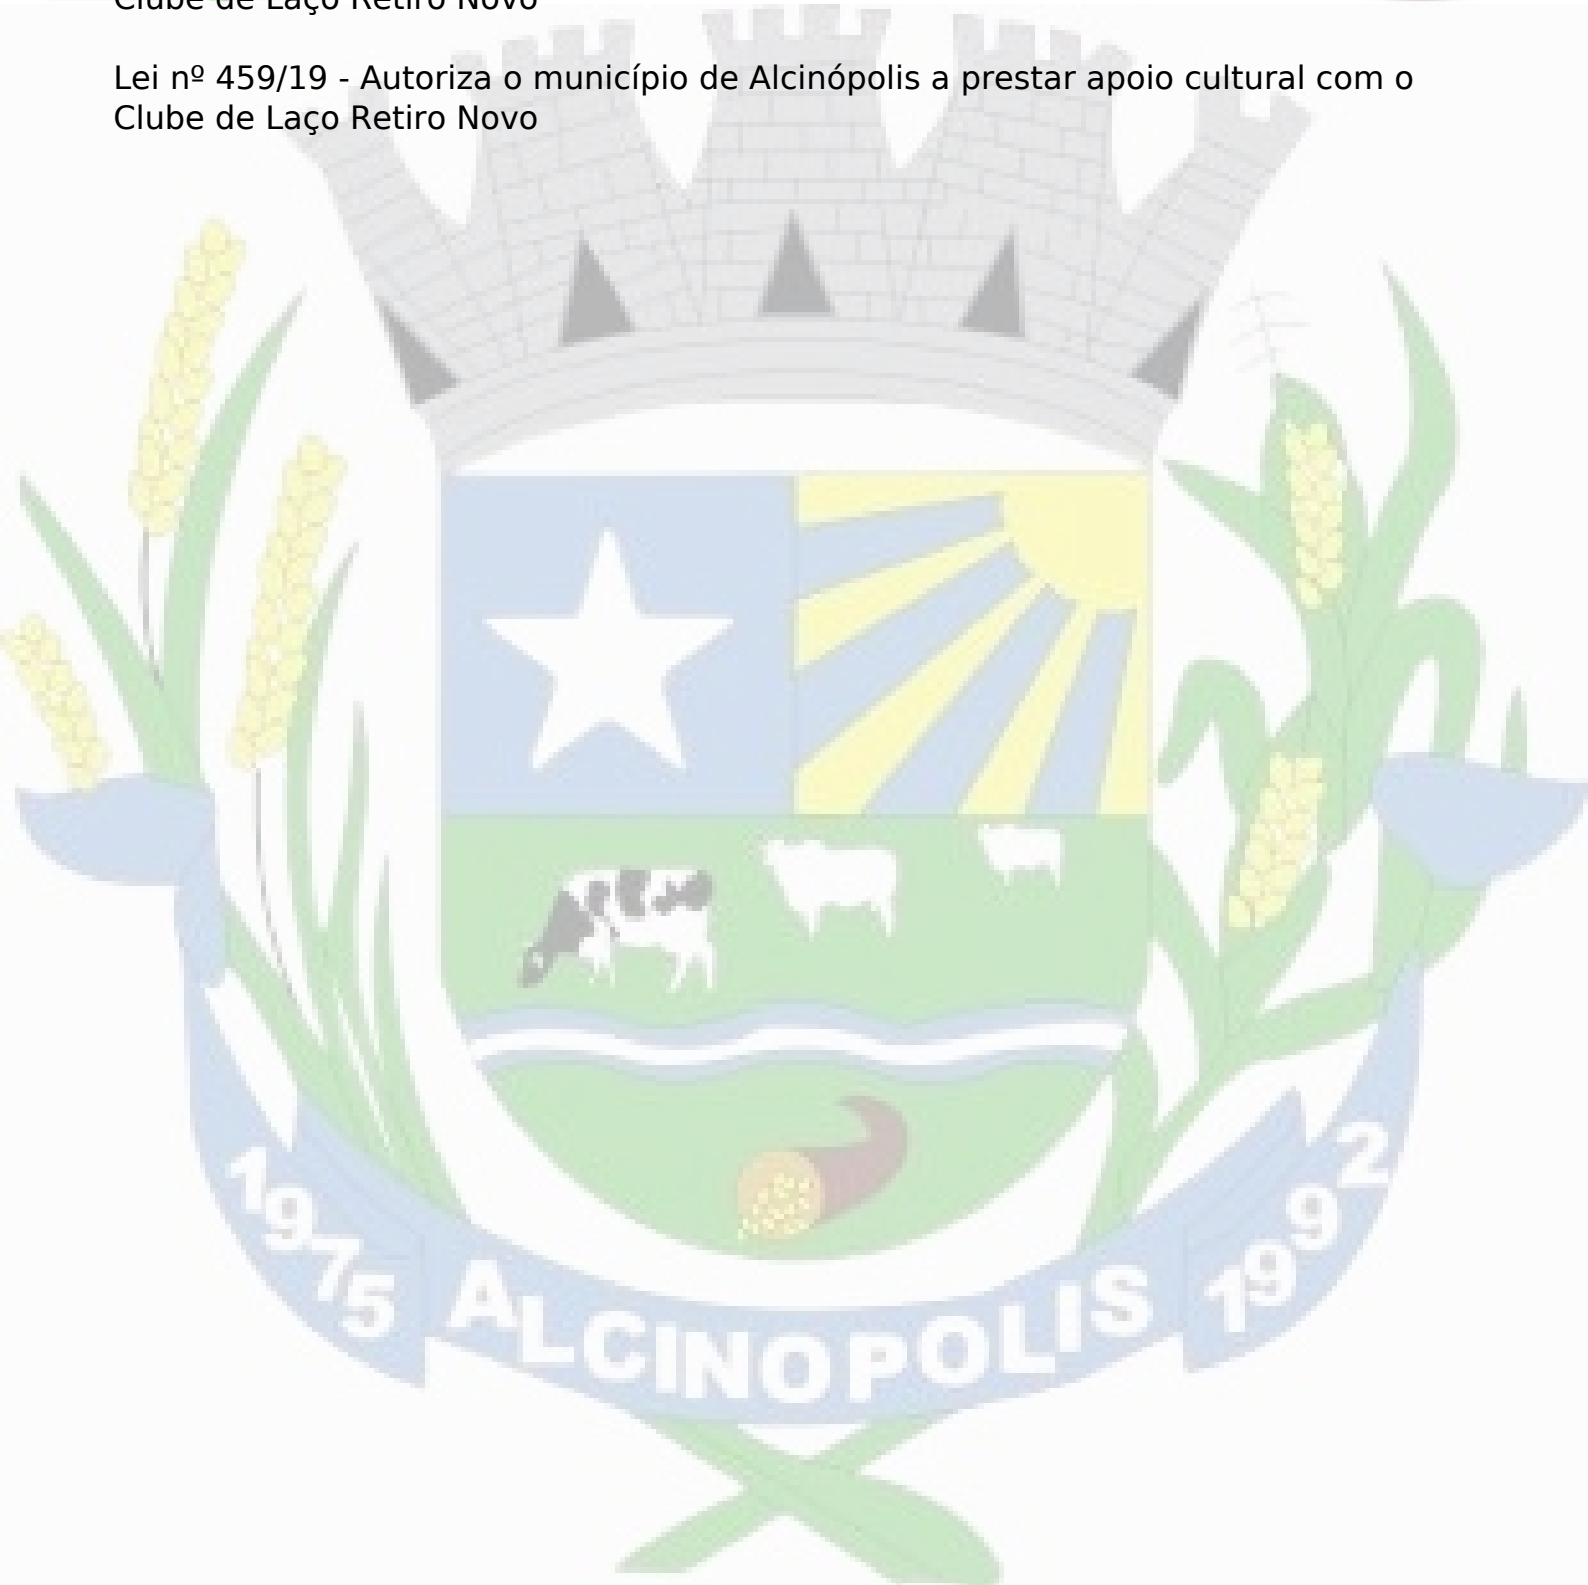 Clube de Laço Retiro Novo
Lei nº 459/19 - Autoriza o município de Alcinópolis a prestar apoio cultural com o
Clube de Laço Retiro Novo
1975 ALCINOPOLIS 1992